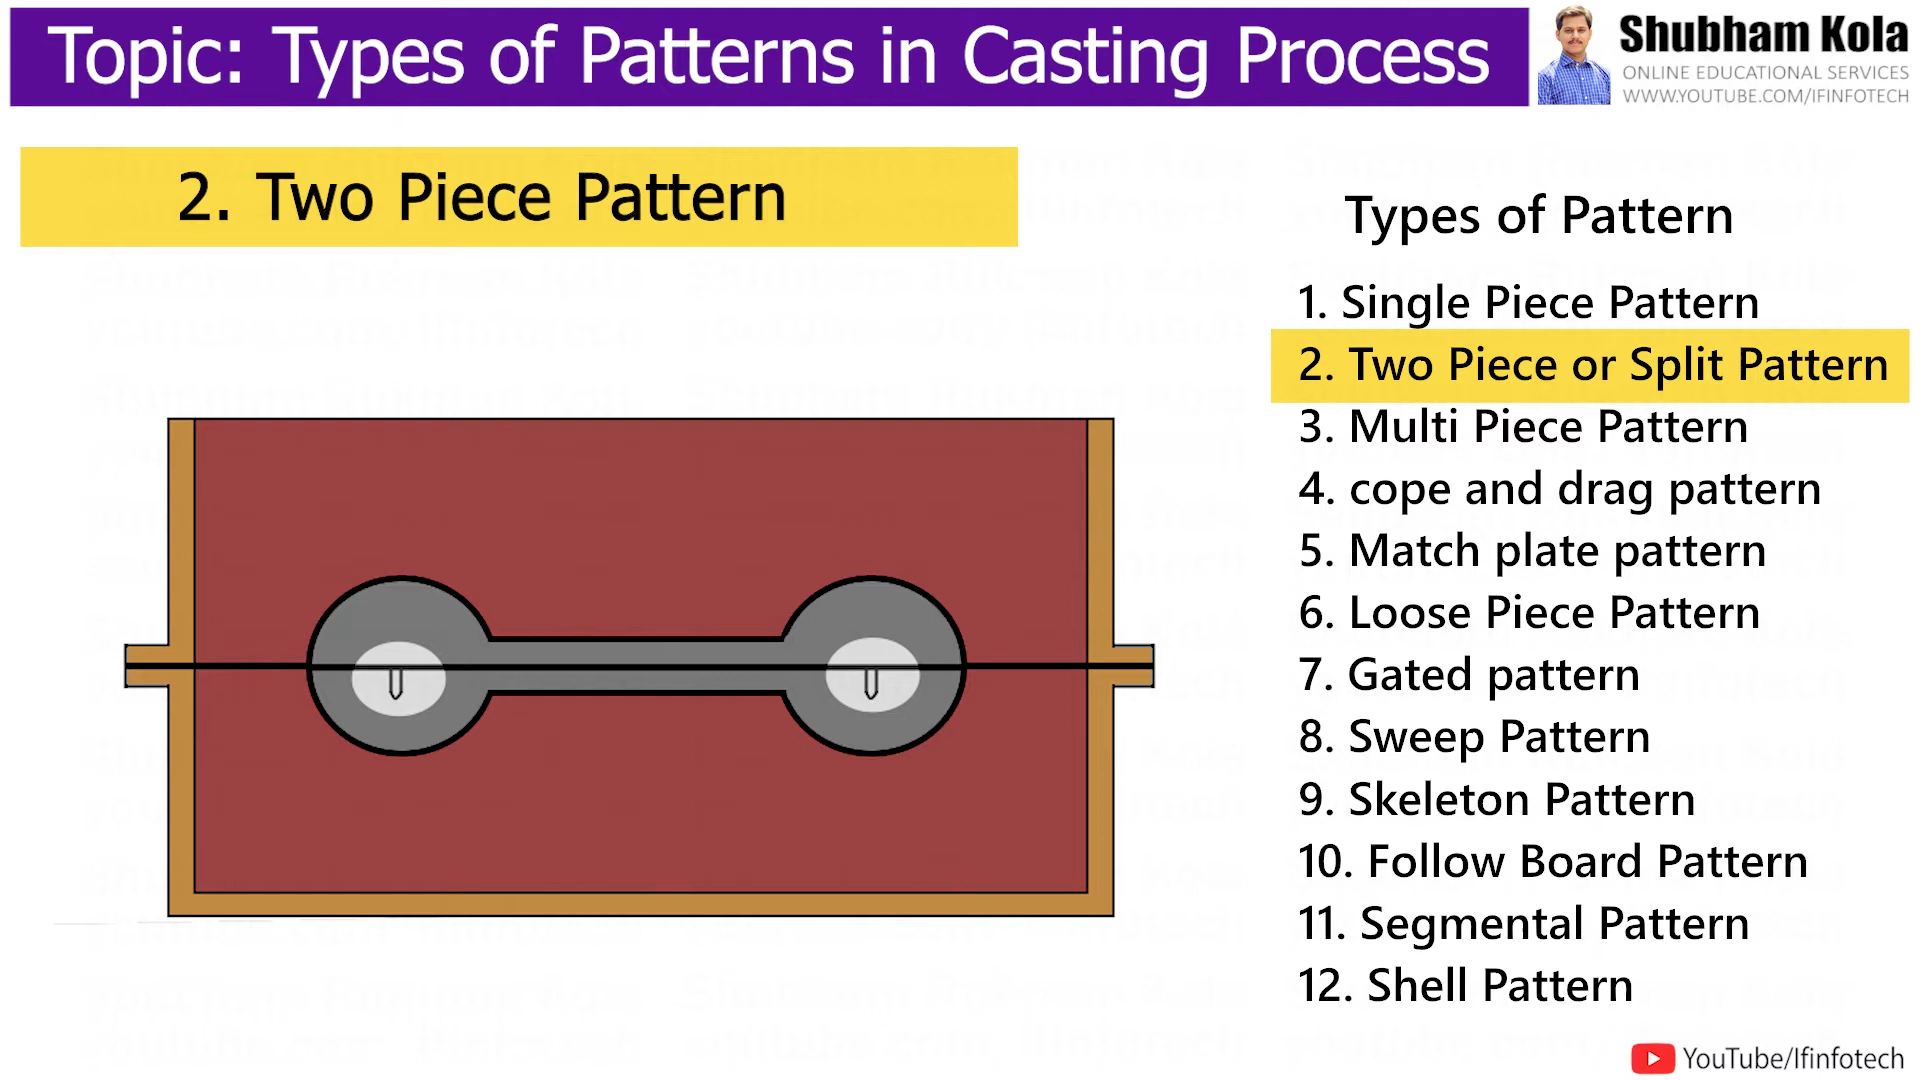 Topic: Types of Patterns in Casting Process
Shubham Kola
ONLINE EDUCATIONAL SERVICES
WWW.YOUTUBE.COM/IFINFOTECH
2. Two Piece Pattern
Types of Pattern
1. Single Piece Pattern
2. Two Piece or Split Pattern
3. Multi Piece Pattern
4. cope and drag pattern
5. Match plate pattern
6. Loose Piece Pattern
7. Gated pattern
8. Sweep Pattern
9. Skeleton Pattern
10. Follow Board Pattern
11. Segmental Pattern
12. Shell Pattern
YouTube/Ifinfotech